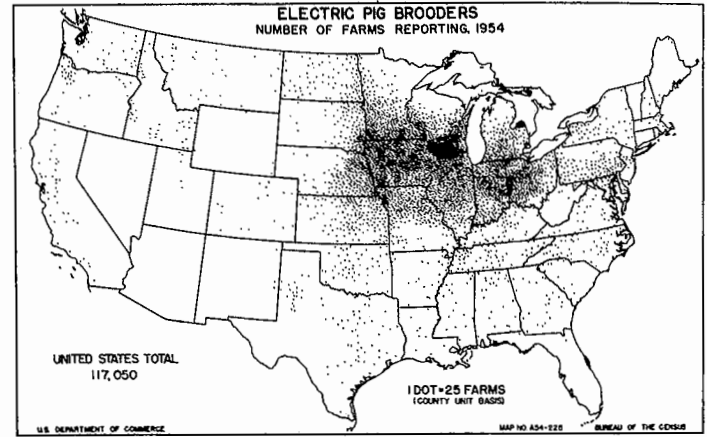 ELECTRIC PIG BROODERS
NUMBER OF FARMS REPORTING, 1954
UNITED STATES TOTAL
117,050
1 DOT=25 FARMS
(COUNTY UNIT BASIS)
U.S. DEPARTMENT OF COMMERCE
MAP NO. A54-226
BUREAU OF THE CENSUS